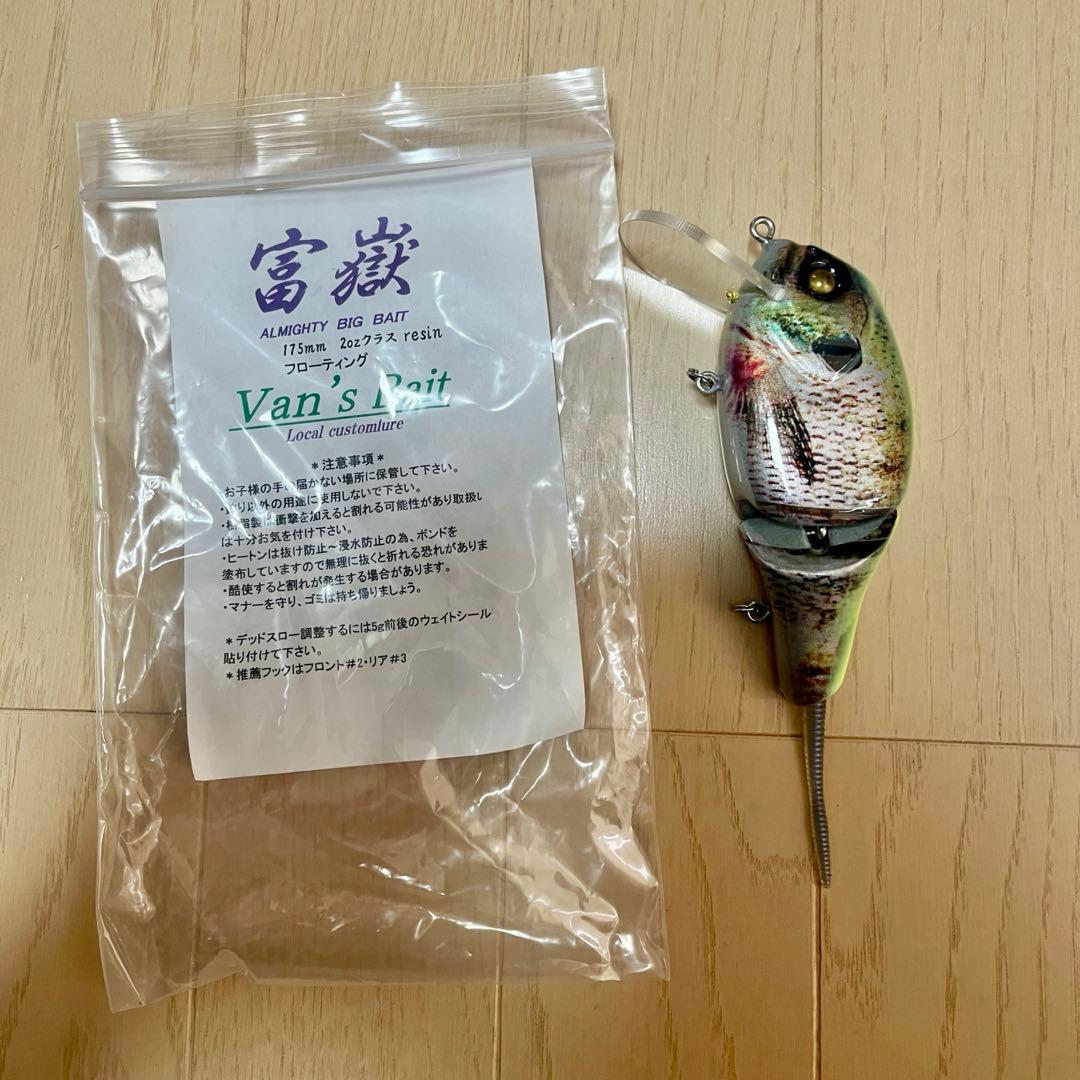 富嶽
ALMIGHTY BIG BAIT
175mm 2ozクラス resin
フローティング
Van's Bait
Local customlure
*注意事項*
お子様の手の届かない場所に保管して下さい。
り以外の用途に使用しないで下さい。
・樹脂製は衝撃を加えると割れる可能性があり取扱い
は十分お気を付け下さい。
・ヒートンは抜け防止～浸水防止の為、ボンドを
塗布していますので無理に抜くと折れる恐れがありま
・酷使すると割れが発生する場合があります。
・マナーを守り、ゴミは持ち帰りましょう。
*デッドスロー調整するには5g前後のウェイトシール
貼り付けて下さい。
*推薦フックはフロント#2・リア#3